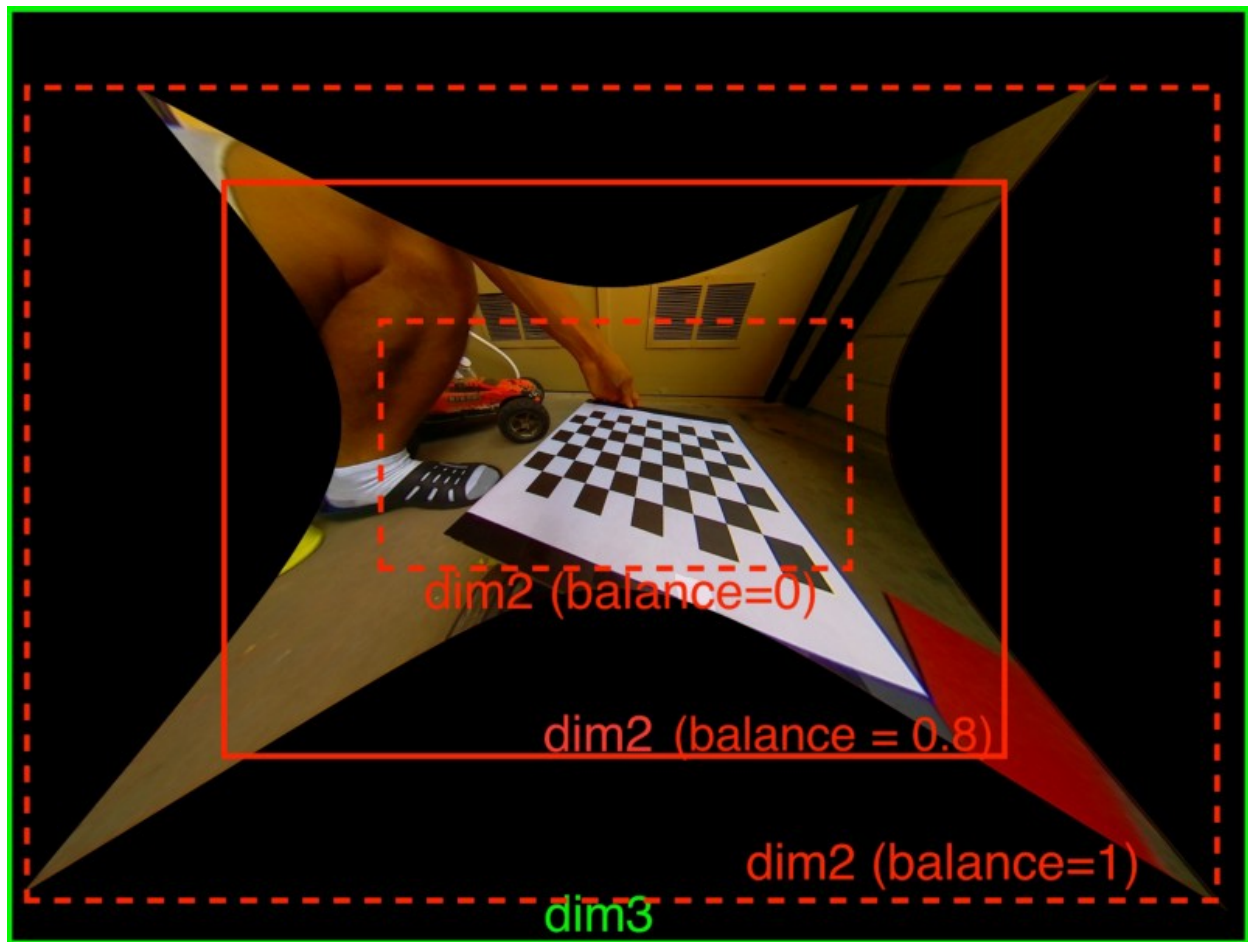 dim2 (balance=0)
dim2 (balance = 0.8)
dim2 (balance=1)
dim3